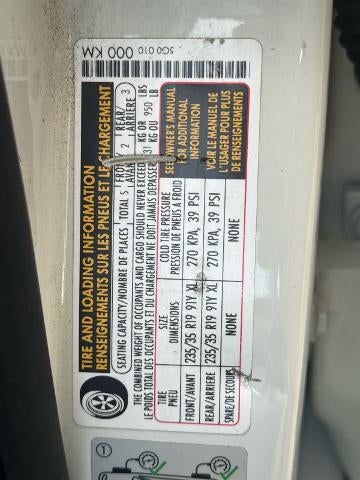 5G0 010 000 KM
TIRE AND LOADING INFORMATION
RENSEIGNEMENTS SUR LES PNEUS ET LE CHARGEMENT
SEATING CAPACITY/NOMBRE DE PLACES, TOTAL 5, FRONT/AVANT 2 REAR/ARRIERE 3
THE COMBINED WEIGHT OF OCCUPANTS AND CARGO SHOULD NEVER EXCEED KG OR 950 LBS
LE POIDS TOTAL DES OCCUPANTS ET DU CHARGEMENT NE DOIT JAMAIS DEPASSER KG OU LB
TIRE SIZE COLD TIRE PRESSURE
PNEU DIMENSIONS PRESSION DE PNEUS A FROID
FRONT/AVANT 235/35 R19 91Y XL 270 KPA, 39 PSI
REAR/ARRIERE 235/35 R19 91Y XL 270 KPA, 39 PSI
SPARE/DE SECOURS NONE NONE
SEE OWNER'S MANUAL
FOR ADDITIONAL
INFORMATION
VOIR LE MANUEL DE
L'USAGER POUR PLUS
DE RENSEIGNEMENTS
1